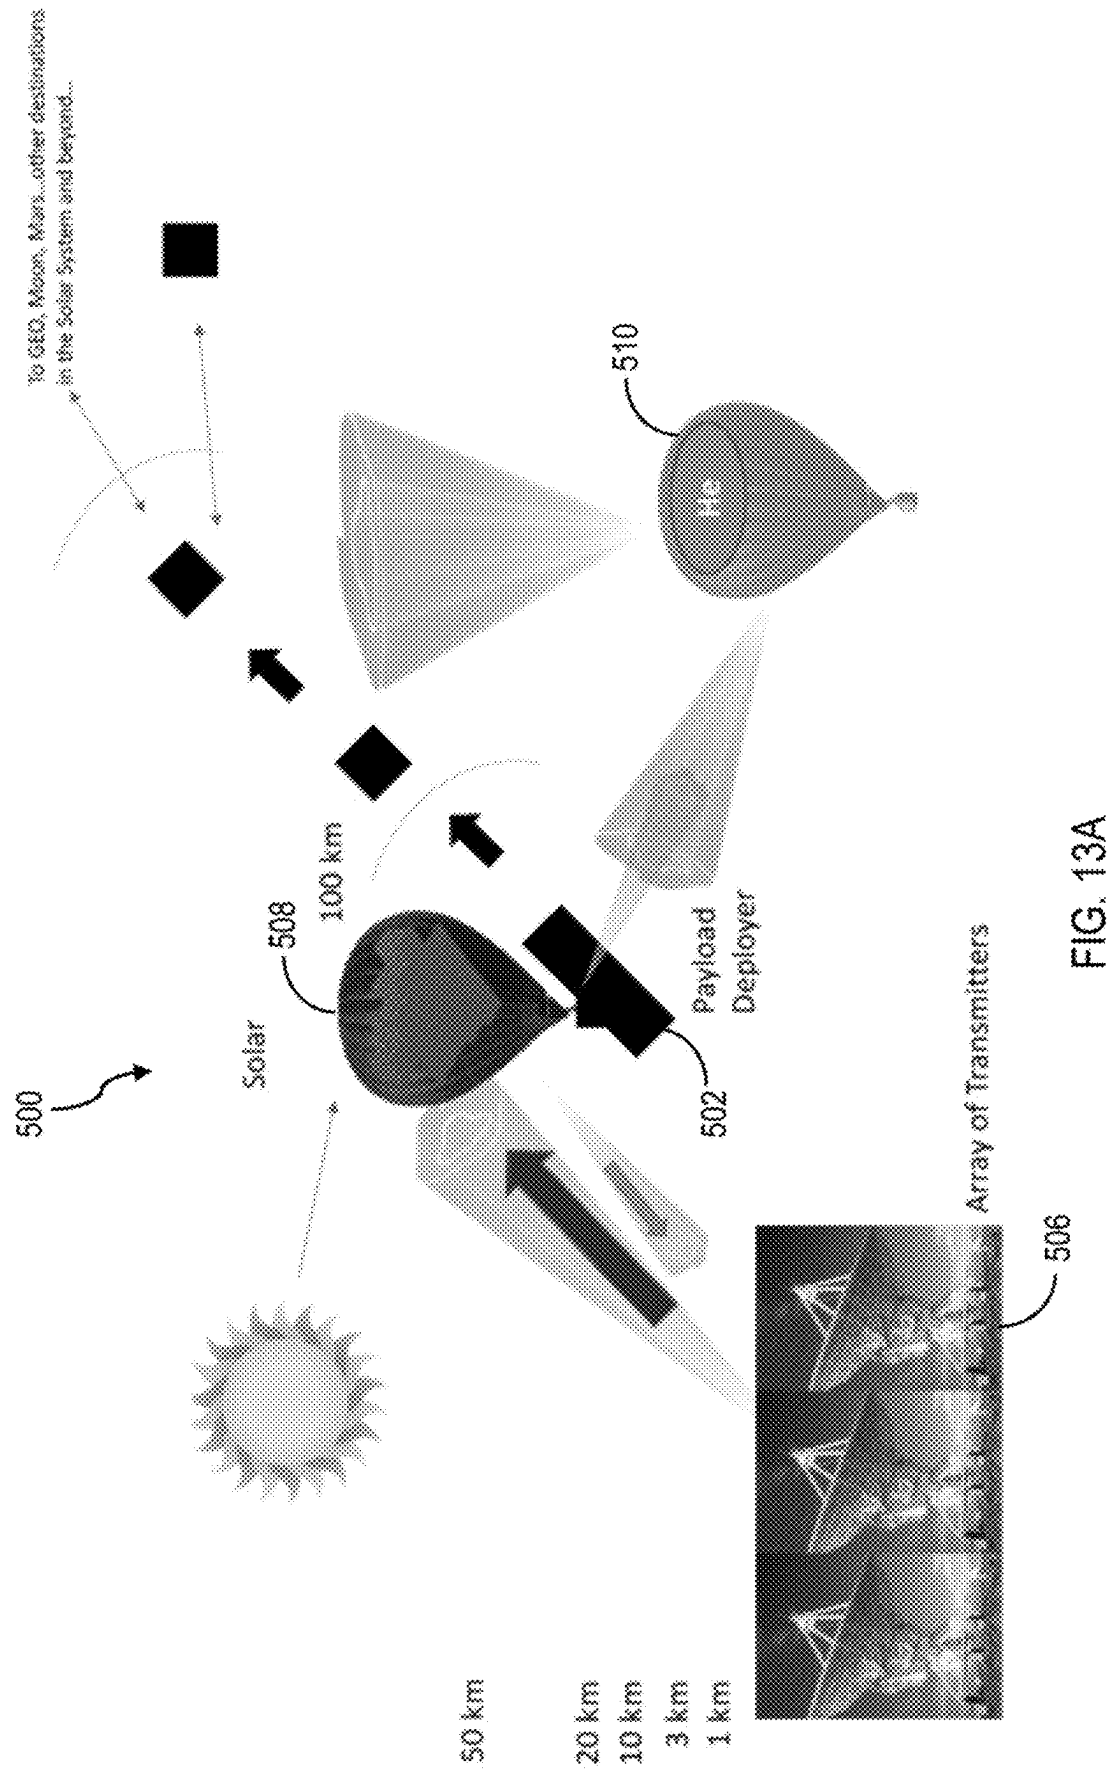 500
To GEO, Moon, Mars...other destinations
in the Solar System and beyond...
Solar
508
100 km
510
He
50 km
20 km
10 km
3 km
1 km
502
Payload
Deployer
Array of Transmitters
506
FIG. 13A